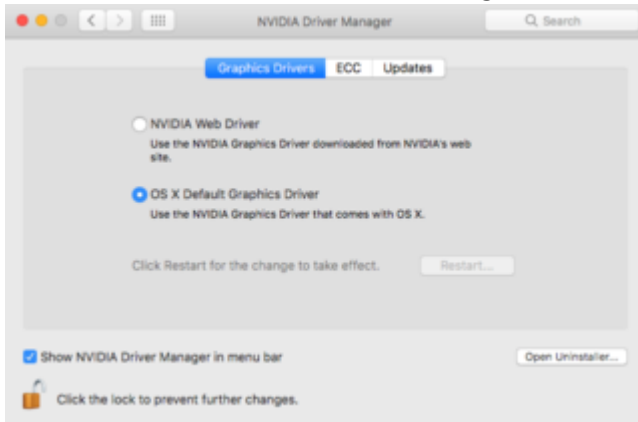 NVIDIA Driver Manager
Search
Graphics Drivers ECC Updates
NVIDIA Web Driver
Use the NVIDIA Graphics Driver downloaded from NVIDIA's web
site.
OS X Default Graphics Driver
Use the NVIDIA Graphics Driver that comes with OS X.
Click Restart for the change to take effect.
Restart...
Show NVIDIA Driver Manager in menu bar
Open Uninstaller...
Click the lock to prevent further changes.